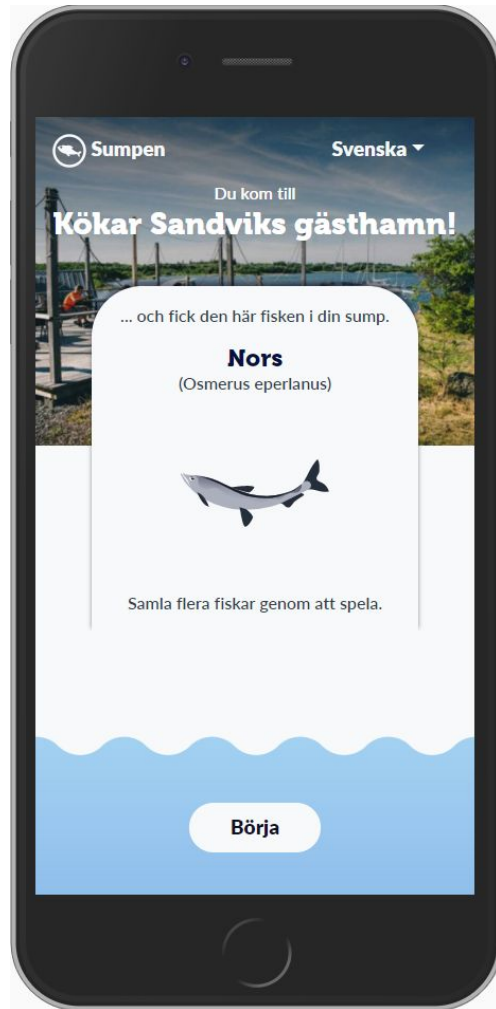 Sumpen
Svenska
Du kom till
Kökar Sandviks gästhamn!
... och fick den här fisken i din sump.
Nors
(Osmerus eperlanus)
Samla flera fiskar genom att spela.
Börja